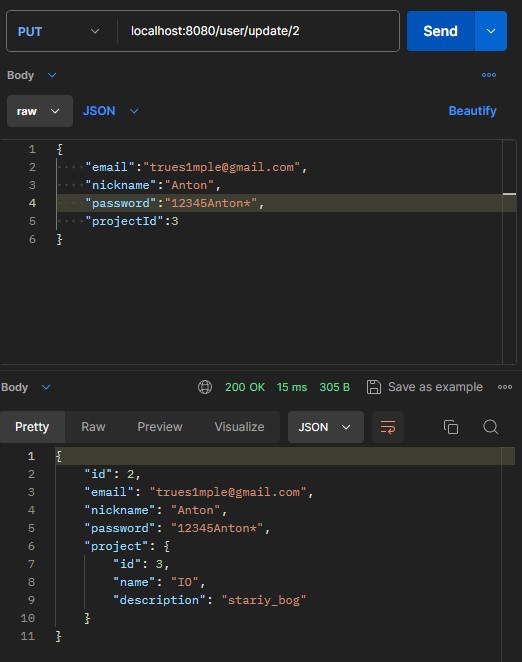 PUT localhost:8080/user/update/2 Send
Body
raw JSON Beautify
1 {
2 "email":"trues1mple@gmail.com",
3 "nickname":"Anton",
4 "password":"12345Anton*",
5 "projectId":3
6 }
Body 200 OK 15 ms 305 B Save as example
Pretty Raw Preview Visualize JSON
1 {
2 "id": 2,
3 "email": "trues1mple@gmail.com",
4 "nickname": "Anton",
5 "password": "12345Anton*",
6 "project": {
7 "id": 3,
8 "name": "IO",
9 "description": "stariy_bog"
10 }
11 }